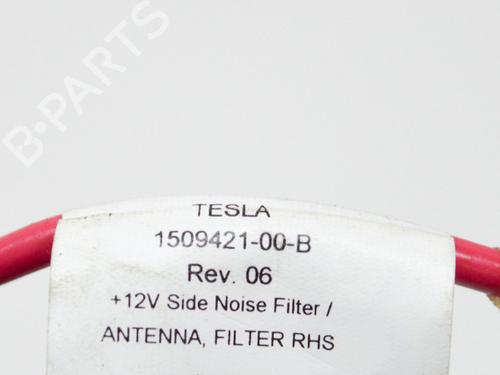 B-PARTS
TESLA
1509421-00-B
Rev. 06
+12V Side Noise Filter /
ANTENNA, FILTER RHS